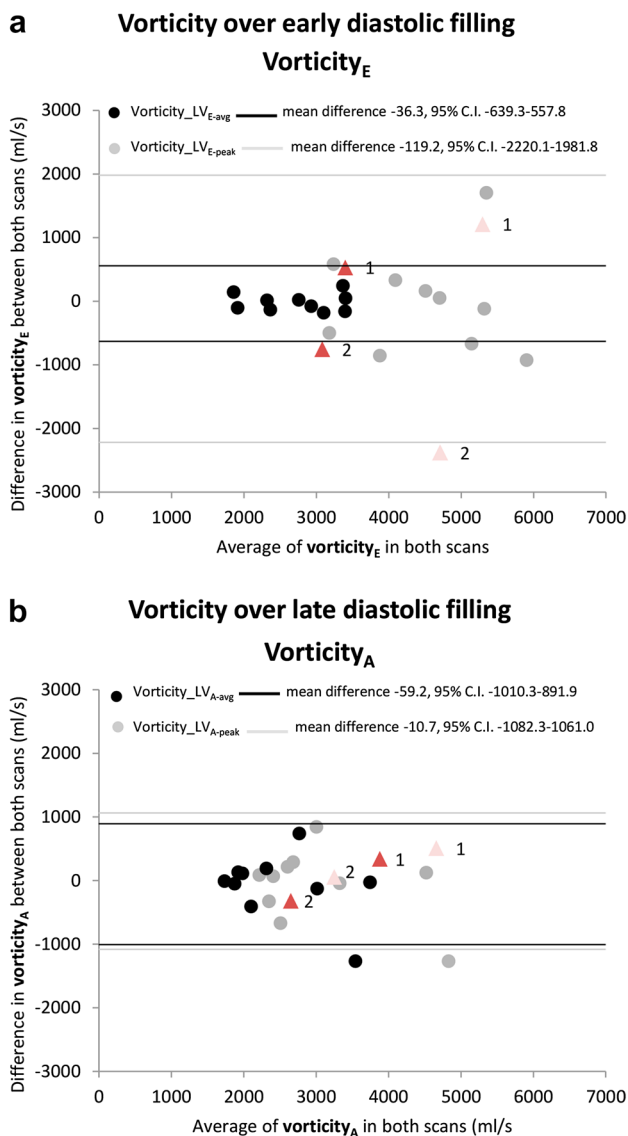 a
Vorticity over early diastolic filling
VorticityE
Vorticity_LVE-avg mean difference -36.3, 95% C.I. -639.3-557.8
Vorticity_LVE-peak mean difference -119.2, 95% C.I. -2220.1-1981.8
Difference in vorticityE between both scans (ml/s)
3000
2000
1000
0
-1000
-2000
-3000
1
1
2
2
0 1000 2000 3000 4000 5000 6000 7000
Average of vorticityE in both scans
b
Vorticity over late diastolic filling
VorticityA
Vorticity_LVA-avg mean difference -59.2, 95% C.I. -1010.3-891.9
Vorticity_LVA-peak mean difference -10.7, 95% C.I. -1082.3-1061.0
Difference in vorticityA between both scans (ml/s)
3000
2000
1000
0
-1000
-2000
-3000
1
1
2
2
0 1000 2000 3000 4000 5000 6000 7000
Average of vorticityA in both scans (ml/s